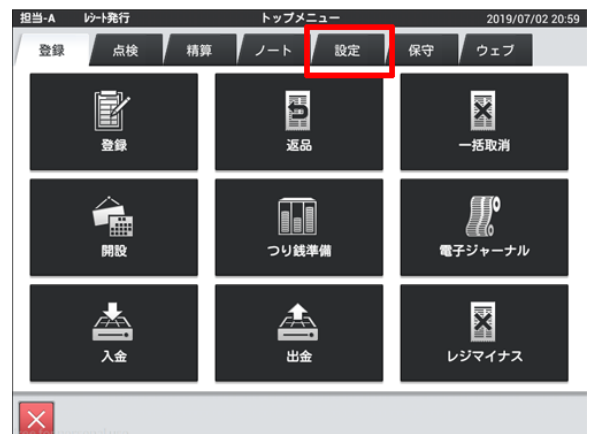 担当-A ﾚｼｰﾄ発行 トップメニュー 2019/07/02 20:59
登録 点検 精算 ノート 設定 保守 ウェブ
登録 返品 一括取消
開設 つり銭準備 電子ジャーナル
入金 出金 レジマイナス